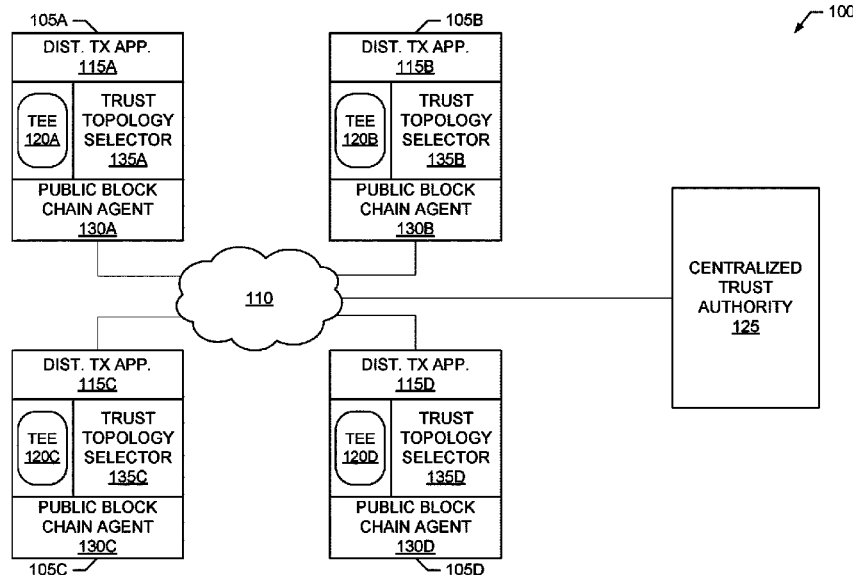 100
105A
DIST. TX APP.
115A
TEE
120A
TRUST
TOPOLOGY
SELECTOR
135A
PUBLIC BLOCK
CHAIN AGENT
130A
105B
DIST. TX APP.
115B
TEE
120B
TRUST
TOPOLOGY
SELECTOR
135B
PUBLIC BLOCK
CHAIN AGENT
130B
110
CENTRALIZED
TRUST
AUTHORITY
125
DIST. TX APP.
115C
TEE
120C
TRUST
TOPOLOGY
SELECTOR
135C
PUBLIC BLOCK
CHAIN AGENT
130C
105C
DIST. TX APP.
115D
TEE
120D
TRUST
TOPOLOGY
SELECTOR
135D
PUBLIC BLOCK
CHAIN AGENT
130D
105D